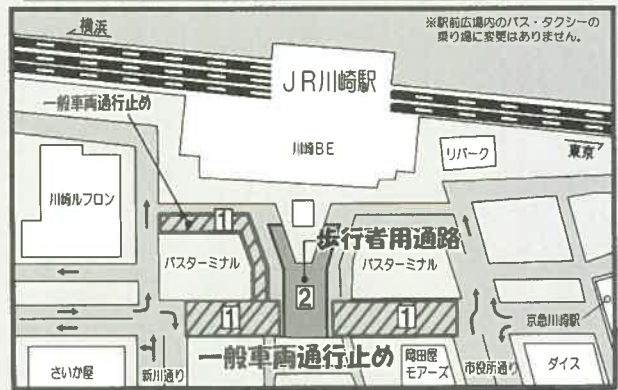 横浜
※駅前広場内のバス・タクシーの
乗り場に変更はありません。
JR川崎駅
一般車両通行止め
川崎BE
リパーク
東京
川崎ルフロン
1
歩行者用通路
バスターミナル
バスターミナル
2
1
1
京急川崎駅
一般車両通行止め
さいか屋
新川通り
岡田屋
モアーズ
市役所通り
ダイス